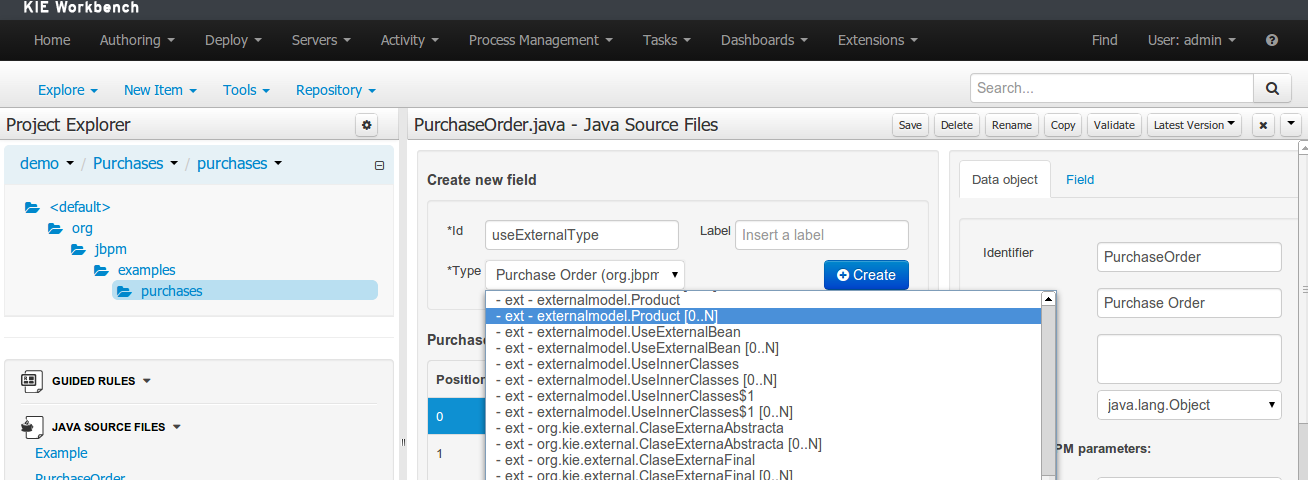 KIE Workbench
Home Authoring Deploy Servers Activity Process Management Tasks Dashboards Extensions Find User: admin
Explore New Item Tools Repository Search...
Project Explorer
demo / Purchases / purchases
<default>
org
jbpm
examples
purchases
GUIDED RULES
JAVA SOURCE FILES
Example
PurchaseOrder
PurchaseOrder.java - Java Source Files
Save Delete Rename Copy Validate Latest Version
Create new field
*Id useExternalType Label Insert a label
*Type Purchase Order (org.jbpm Create
- ext - externalmodel.Product
- ext - externalmodel.Product [0..N]
- ext - externalmodel.UseExternalBean
- ext - externalmodel.UseExternalBean [0..N]
- ext - externalmodel.UseInnerClasses
- ext - externalmodel.UseInnerClasses [0..N]
- ext - externalmodel.UseInnerClasses$1
- ext - externalmodel.UseInnerClasses$1 [0..N]
- ext - org.kie.external.ClaseExternaAbstracta
- ext - org.kie.external.ClaseExternaAbstracta [0..N]
- ext - org.kie.external.ClaseExternaFinal
- ext - org.kie.external.ClaseExternaFinal [0..N]
Purchas
Position
0
1
Data object Field
Identifier PurchaseOrder
Purchase Order
java.lang.Object
PM parameters: